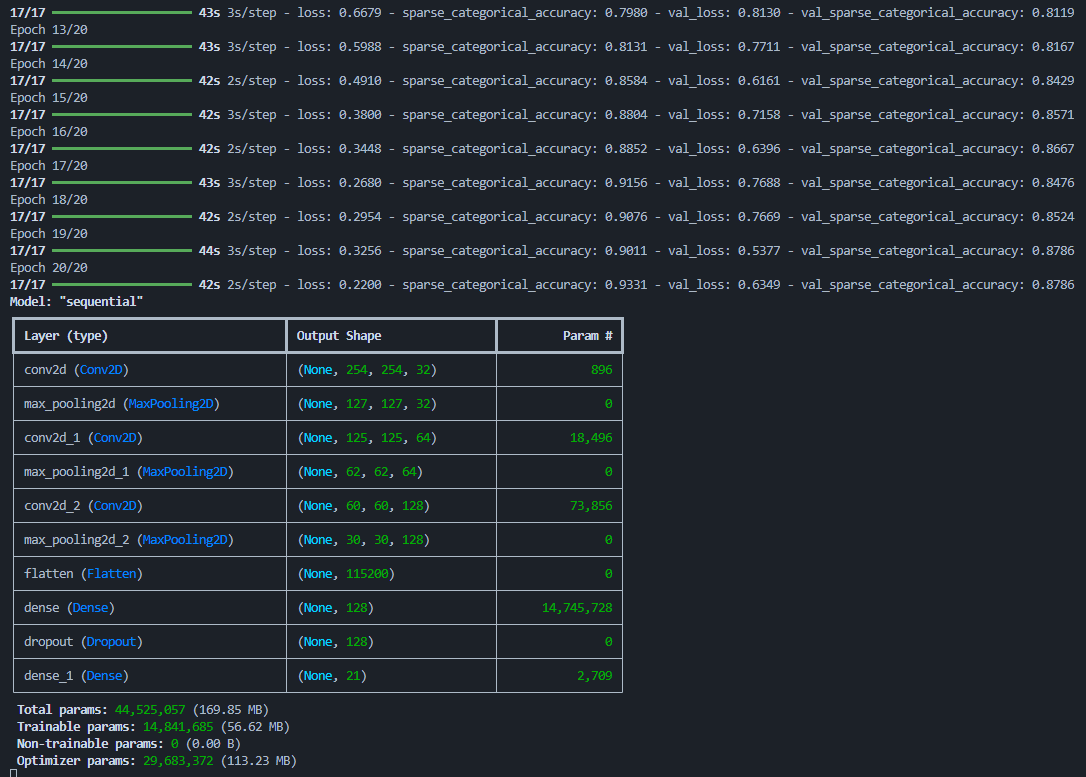 17/17 ━━━━━━━━━━━━━━━━━━━━ 43s 3s/step - loss: 0.6679 - sparse_categorical_accuracy: 0.7980 - val_loss: 0.8130 - val_sparse_categorical_accuracy: 0.8119
Epoch 13/20
17/17 ━━━━━━━━━━━━━━━━━━━━ 43s 3s/step - loss: 0.5988 - sparse_categorical_accuracy: 0.8131 - val_loss: 0.7711 - val_sparse_categorical_accuracy: 0.8167
Epoch 14/20
17/17 ━━━━━━━━━━━━━━━━━━━━ 42s 2s/step - loss: 0.4910 - sparse_categorical_accuracy: 0.8584 - val_loss: 0.6161 - val_sparse_categorical_accuracy: 0.8429
Epoch 15/20
17/17 ━━━━━━━━━━━━━━━━━━━━ 42s 2s/step - loss: 0.3800 - sparse_categorical_accuracy: 0.8804 - val_loss: 0.7158 - val_sparse_categorical_accuracy: 0.8571
Epoch 16/20
17/17 ━━━━━━━━━━━━━━━━━━━━ 42s 2s/step - loss: 0.3448 - sparse_categorical_accuracy: 0.8852 - val_loss: 0.6396 - val_sparse_categorical_accuracy: 0.8667
Epoch 17/20
17/17 ━━━━━━━━━━━━━━━━━━━━ 43s 3s/step - loss: 0.2680 - sparse_categorical_accuracy: 0.9156 - val_loss: 0.7688 - val_sparse_categorical_accuracy: 0.8476
Epoch 18/20
17/17 ━━━━━━━━━━━━━━━━━━━━ 42s 2s/step - loss: 0.2954 - sparse_categorical_accuracy: 0.9076 - val_loss: 0.7669 - val_sparse_categorical_accuracy: 0.8524
Epoch 19/20
17/17 ━━━━━━━━━━━━━━━━━━━━ 44s 3s/step - loss: 0.3256 - sparse_categorical_accuracy: 0.9011 - val_loss: 0.5377 - val_sparse_categorical_accuracy: 0.8786
Epoch 20/20
17/17 ━━━━━━━━━━━━━━━━━━━━ 42s 2s/step - loss: 0.2200 - sparse_categorical_accuracy: 0.9331 - val_loss: 0.6349 - val_sparse_categorical_accuracy: 0.8786
Model: "sequential"
Layer (type) Output Shape Param #
conv2d (Conv2D) (None, 254, 254, 32) 896
max_pooling2d (MaxPooling2D) (None, 127, 127, 32) 0
conv2d_1 (Conv2D) (None, 125, 125, 64) 18,496
max_pooling2d_1 (MaxPooling2D) (None, 62, 62, 64) 0
conv2d_2 (Conv2D) (None, 60, 60, 128) 73,856
max_pooling2d_2 (MaxPooling2D) (None, 30, 30, 128) 0
flatten (Flatten) (None, 115200) 0
dense (Dense) (None, 128) 14,745,728
dropout (Dropout) (None, 128) 0
dense_1 (Dense) (None, 21) 2,709
Total params: 44,525,057 (169.85 MB)
Trainable params: 14,841,685 (56.62 MB)
Non-trainable params: 0 (0.00 B)
Optimizer params: 29,683,372 (113.23 MB)